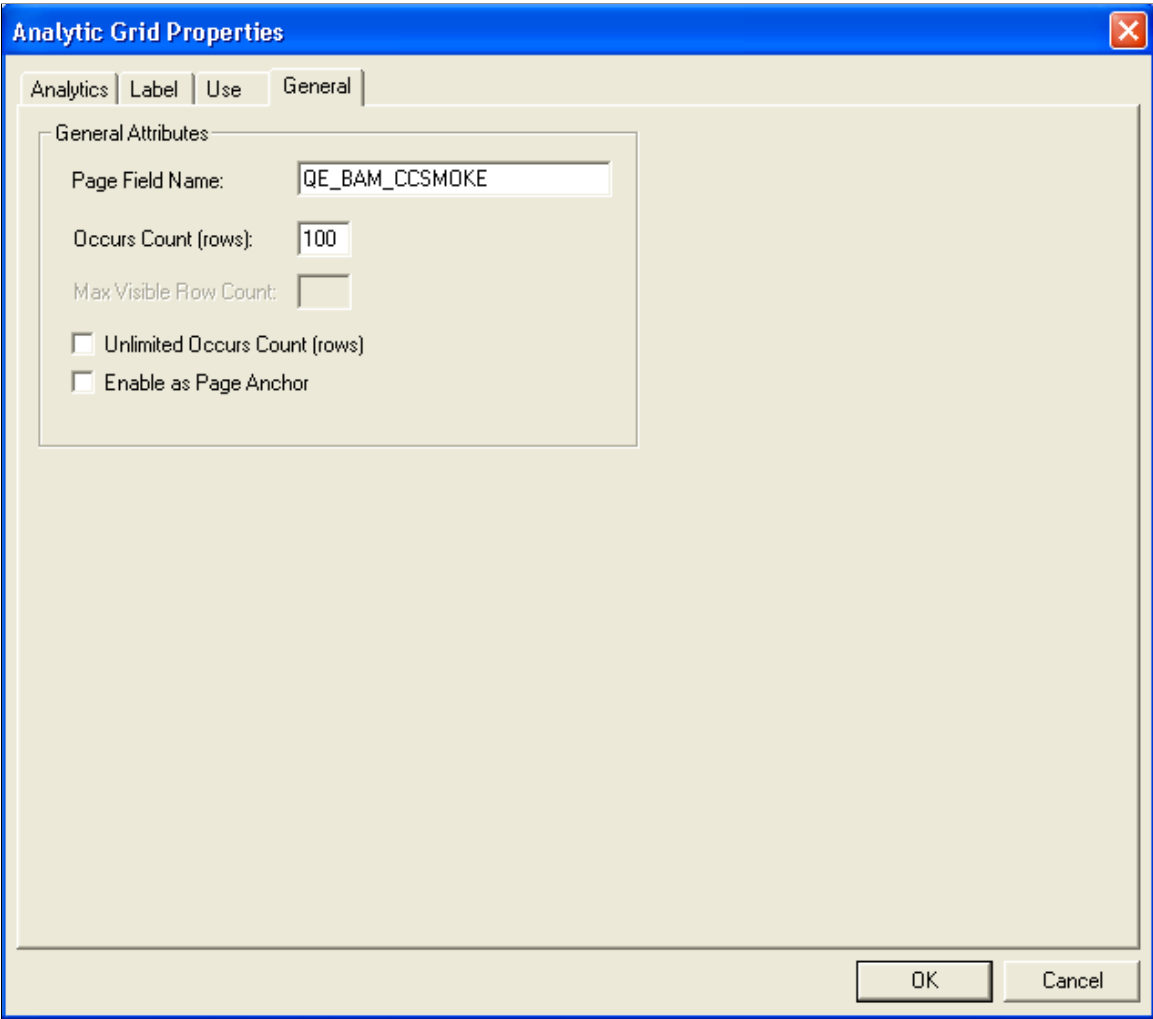 Analytic Grid Properties
Analytics Label Use General
General Attributes
Page Field Name: QE_BAM_CCSMOKE
Occurs Count (rows): 100
Max Visible Row Count:
Unlimited Occurs Count (rows)
Enable as Page Anchor
OK Cancel